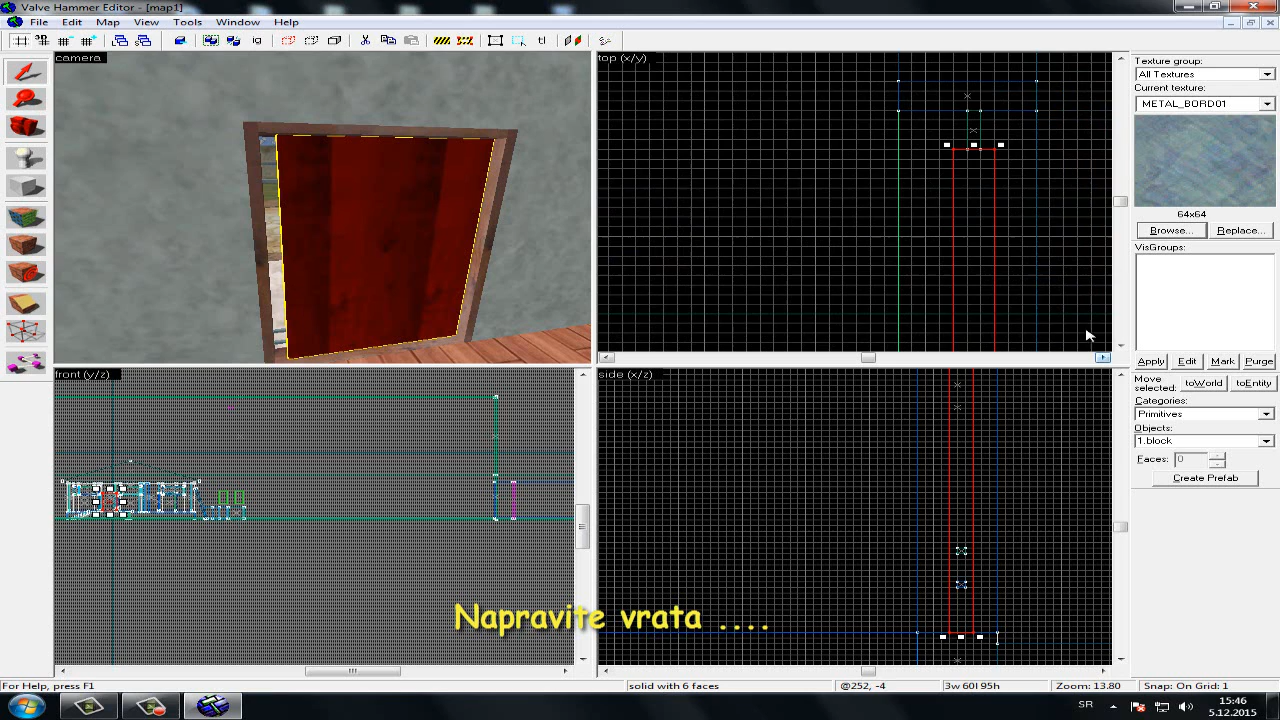 Valve Hammer Editor - [map1]
File Edit Map View Tools Window Help
camera
top (x/y)
front (y/z)
side (x/z)
Texture group:
All Textures
Current texture:
METAL_BORD01
64x64
Browse... Replace...
VisGroups:
Apply Edit Mark Purge
Move selected: toWorld toEntity
Categories:
Primitives
Objects:
1.block
Faces: 0
Create Prefab
Napravite vrata ....
For Help, press F1
solid with 6 faces
@252, -4
3w 60l 95h
Zoom: 13.80
Snap: On Grid: 1
SR
15:46
5.12.2015